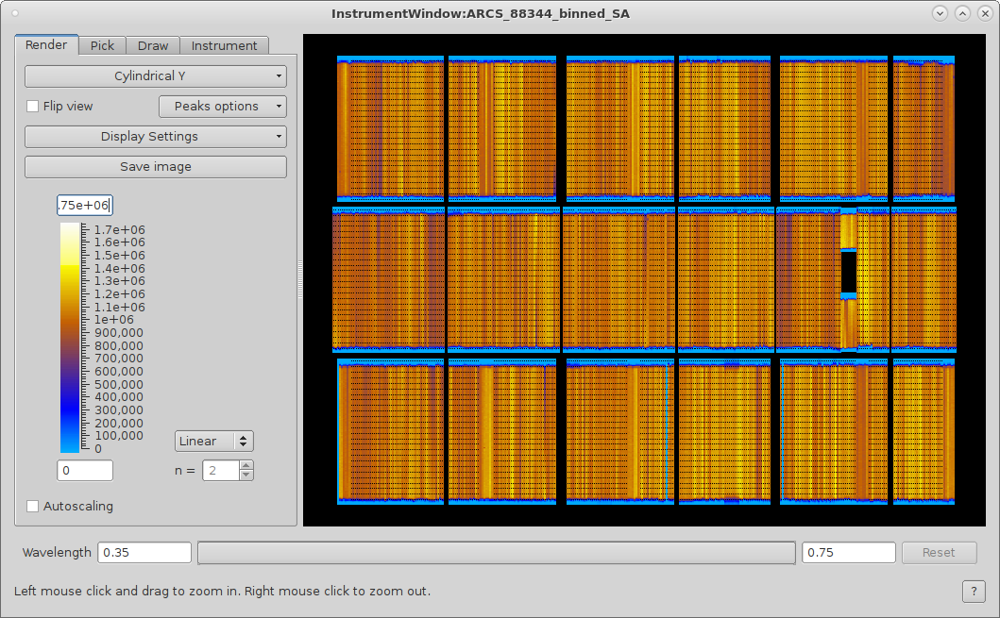 InstrumentWindow:ARCS_88344_binned_SA
Render Pick Draw Instrument
Cylindrical Y
Flip view Peaks options
Display Settings
Save image
.75e+06
1.7e+06
1.6e+06
1.5e+06
1.4e+06
1.3e+06
1.2e+06
1.1e+06
1e+06
900,000
800,000
700,000
600,000
500,000
400,000
300,000
200,000
100,000
0
Linear
0 n = 2
Autoscaling
Wavelength 0.35 0.75 Reset
Left mouse click and drag to zoom in. Right mouse click to zoom out. ?